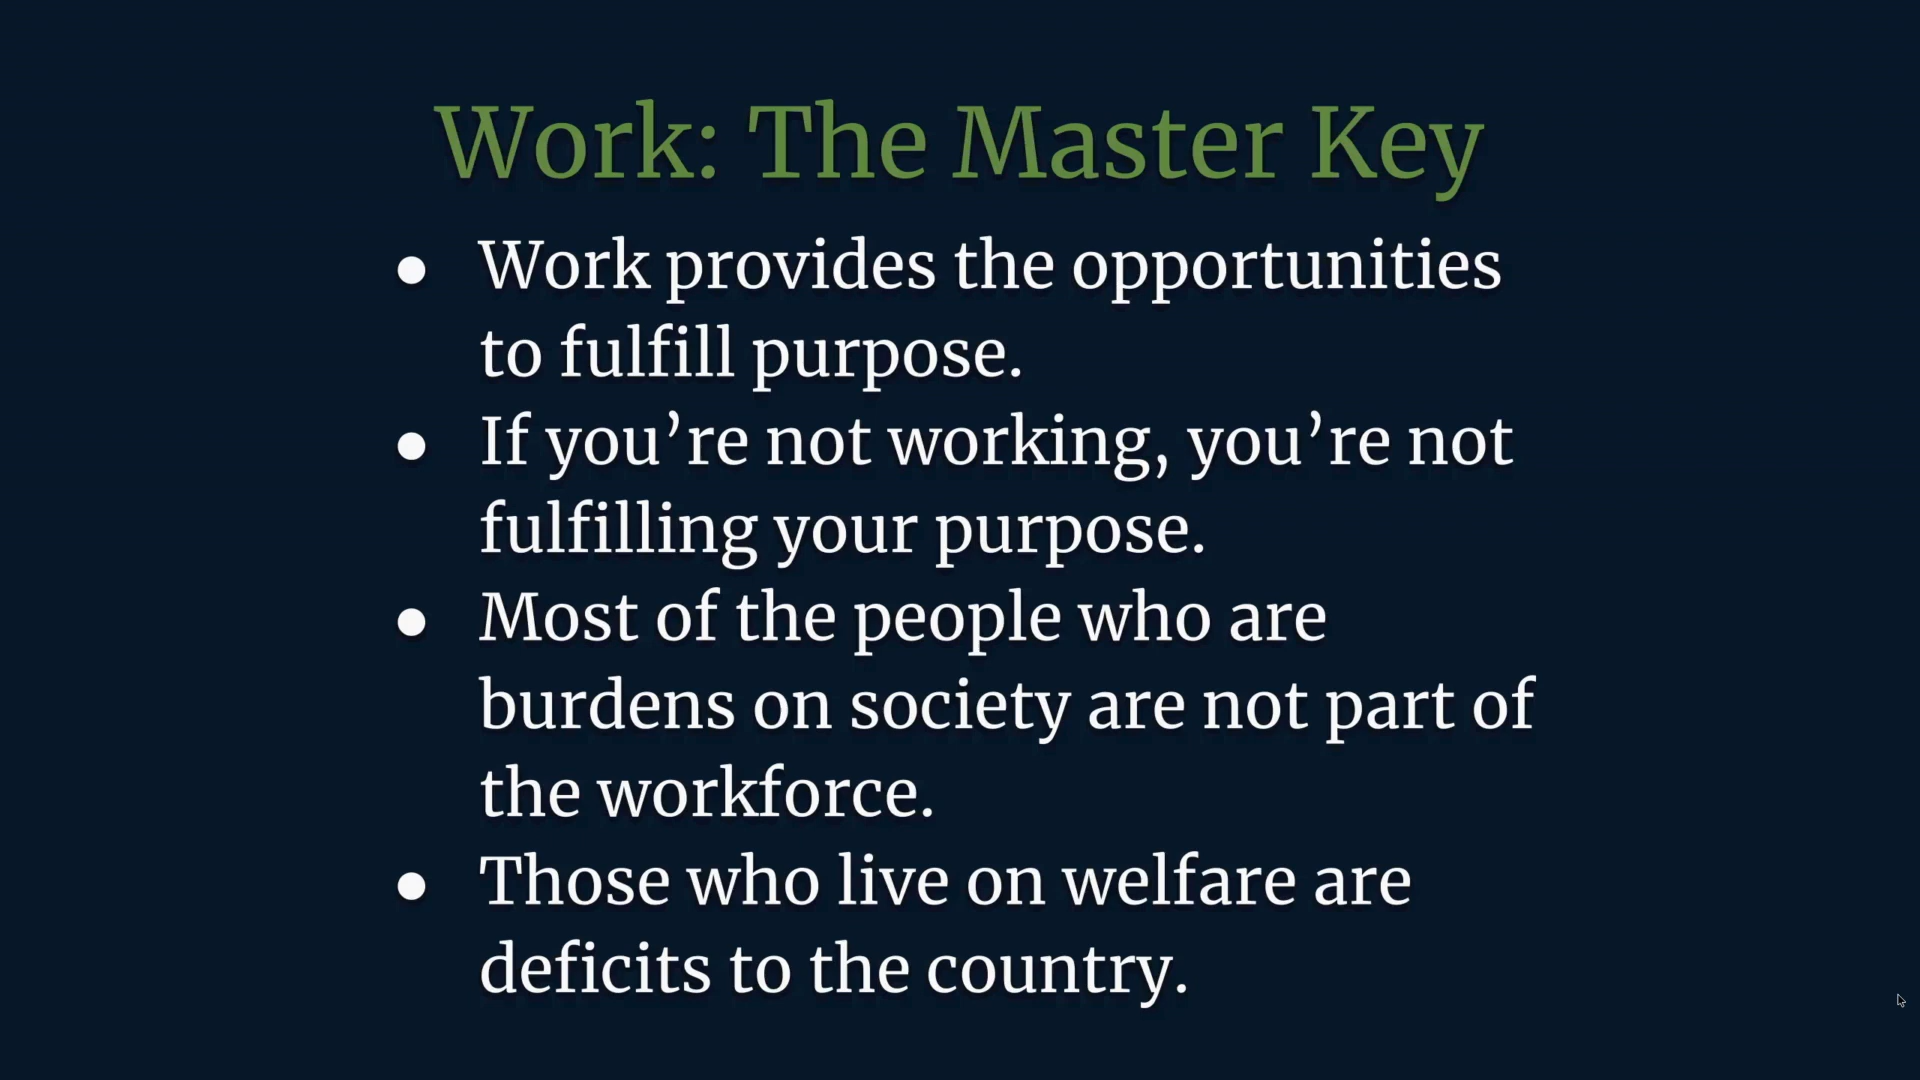 Work: The Master Key
● Work provides the opportunities
to fulfill purpose.
● If you’re not working, you’re not
fulfilling your purpose.
● Most of the people who are
burdens on society are not part of
the workforce.
● Those who live on welfare are
deficits to the country.